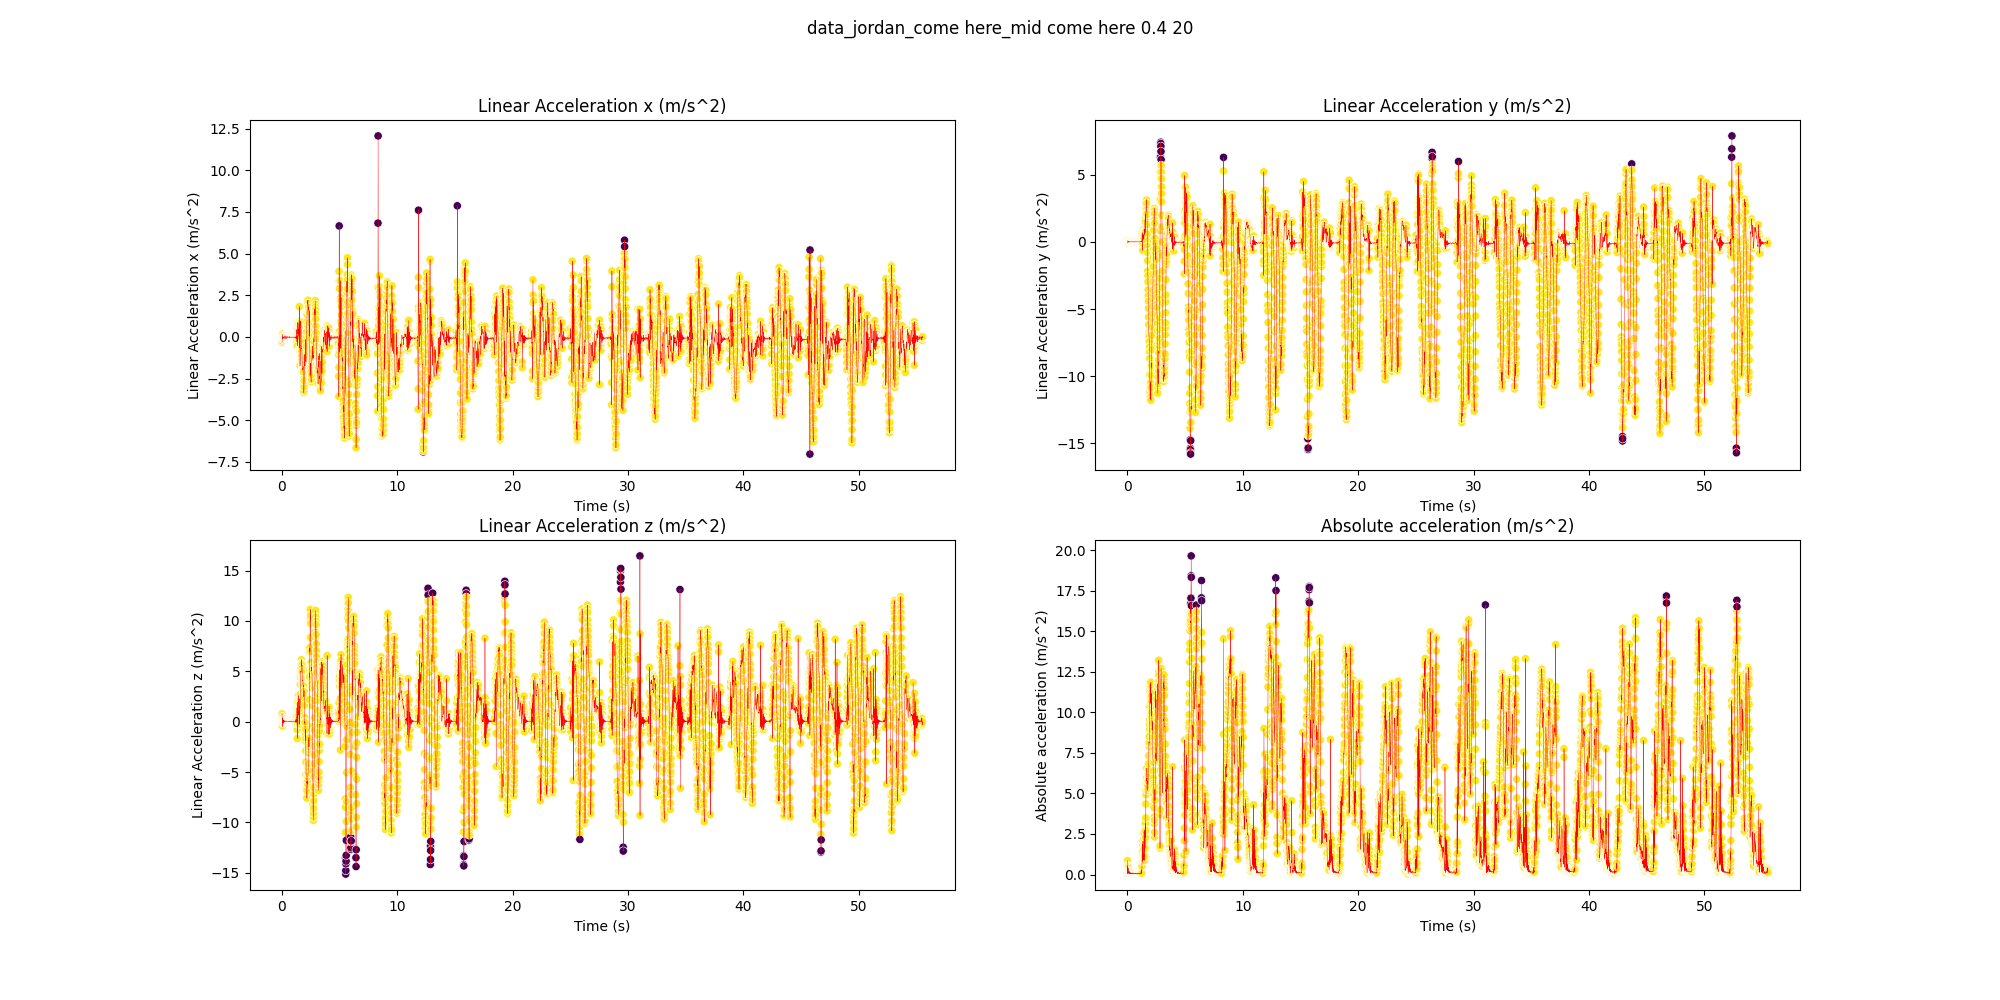 data_jordan_come here_mid come here 0.4 20
Linear Acceleration x (m/s^2)
Linear Acceleration x (m/s^2)
12.5
10.0
7.5
5.0
2.5
0.0
−2.5
−5.0
−7.5
0 10 20 30 40 50
Time (s)
Linear Acceleration y (m/s^2)
Linear Acceleration y (m/s^2)
5
0
−5
−10
−15
0 10 20 30 40 50
Time (s)
Linear Acceleration z (m/s^2)
Linear Acceleration z (m/s^2)
15
10
5
0
−5
−10
−15
0 10 20 30 40 50
Time (s)
Absolute acceleration (m/s^2)
Absolute acceleration (m/s^2)
20.0
17.5
15.0
12.5
10.0
7.5
5.0
2.5
0.0
0 10 20 30 40 50
Time (s)